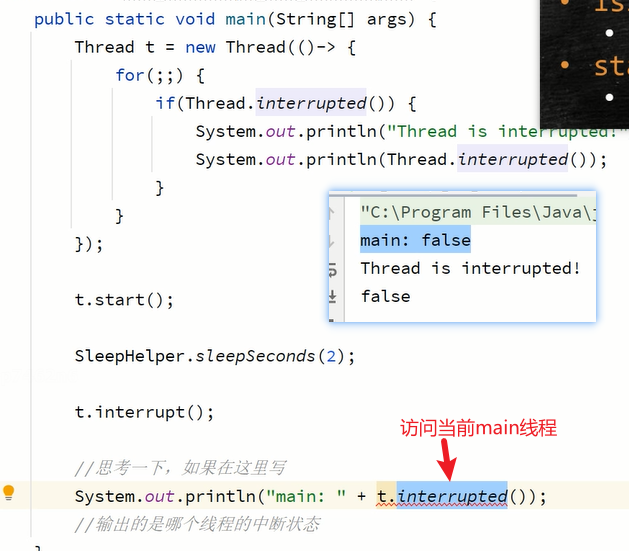 public static void main(String[] args) {
Thread t = new Thread(()-> {
for(;;) {
if(Thread.interrupted()) {
System.out.println("Thread is interrupted!"
System.out.println(Thread.interrupted());
}
}
});
"C:\Program Files\Java\
main: false
Thread is interrupted!
false
t.start();
SleepHelper.sleepSeconds(2);
t.interrupt();
访问当前main线程
//思考一下，如果在这里写
System.out.println("main: " + t.interrupted());
//输出的是哪个线程的中断状态
}